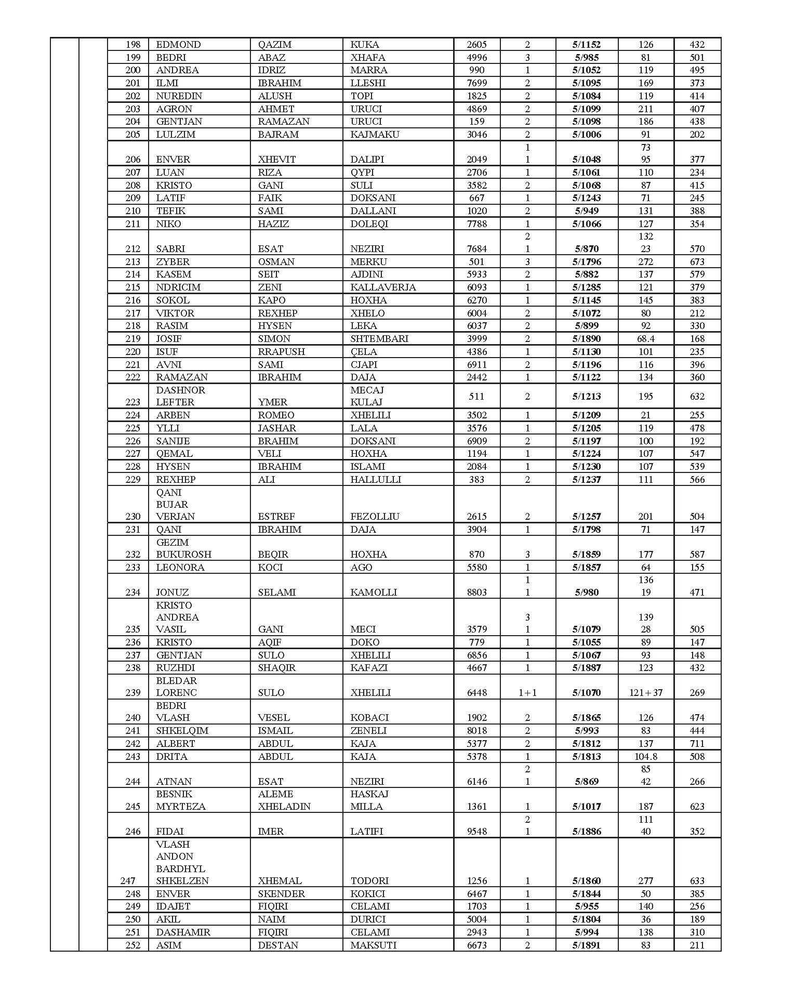 198 EDMOND QAZIM KUKA 2605 2 5/1152 126 432
199 BEDRI ABAZ XHAFA 4996 3 5/985 81 501
200 ANDREA IDRIZ MARRA 990 1 5/1052 119 495
201 ILMI IBRAHIM LLESHI 7699 2 5/1095 169 373
202 NUREDIN ALUSH TOPI 1825 2 5/1084 119 414
203 AGRON AHMET URUCI 4869 2 5/1099 211 407
204 GENTJAN RAMAZAN URUCI 159 2 5/1098 186 438
205 LULZIM BAJRAM KAJMAKU 3046 2 5/1006 91 202
1 73
206 ENVER XHEVIT DALIPI 2049 1 5/1048 95 377
207 LUAN RIZA QYPI 2706 1 5/1061 110 234
208 KRISTO GANI SULI 3582 2 5/1068 87 415
209 LATIF FAIK DOKSANI 667 1 5/1243 71 245
210 TEFIK SAMI DALLANI 1020 2 5/949 131 388
211 NIKO HAZIZ DOLEQI 7788 1 5/1066 127 354
2 132
212 SABRI ESAT NEZIRI 7684 1 5/870 23 570
213 ZYBER OSMAN MERKU 501 3 5/1796 272 673
214 KASEM SEIT AJDINI 5933 2 5/882 137 579
215 NDRICIM ZENI KALLAVERJA 6093 1 5/1285 121 379
216 SOKOL KAPO HOXHA 6270 1 5/1145 145 383
217 VIKTOR REXHEP XHELO 6004 2 5/1072 80 212
218 RASIM HYSEN LEKA 6037 2 5/899 92 330
219 JOSIF SIMON SHTEMBARI 3999 2 5/1890 68.4 168
220 ISUF RRAPUSH ÇELA 4386 1 5/1130 101 235
221 AVNI SAMI CJAPI 6911 2 5/1196 116 396
222 RAMAZAN IBRAHIM DAJA 2442 1 5/1122 134 360
DASHNOR MECAJ
223 LEFTER YMER KULAJ 511 2 5/1213 195 632
224 ARBEN ROMEO XHELILI 3502 1 5/1209 21 255
225 YLLI JASHAR LALA 3576 1 5/1205 119 478
226 SANIJE BRAHIM DOKSANI 6909 2 5/1197 100 192
227 QEMAL VELI HOXHA 1194 1 5/1224 107 547
228 HYSEN IBRAHIM ISLAMI 2084 1 5/1230 107 539
229 REXHEP ALI HALLULLI 383 2 5/1237 111 566
QANI
BUJAR
230 VERJAN ESTREF FEZOLLIU 2615 2 5/1257 201 504
231 QANI IBRAHIM DAJA 3904 1 5/1798 71 147
GEZIM
232 BUKUROSH BEQIR HOXHA 870 3 5/1859 177 587
233 LEONORA KOCI AGO 5580 1 5/1857 64 155
1 136
234 JONUZ SELAMI KAMOLLI 8803 1 5/980 19 471
KRISTO
ANDREA 3 139
235 VASIL GANI MECI 3579 1 5/1079 28 505
236 KRISTO AQIF DOKO 779 1 5/1055 89 147
237 GENTJAN SULO XHELILI 6856 1 5/1067 93 148
238 RUZHDI SHAQIR KAFAZI 4667 1 5/1887 123 432
BLEDAR
239 LORENC SULO XHELILI 6448 1+1 5/1070 121+37 269
BEDRI
240 VLASH VESEL KOBACI 1902 2 5/1865 126 474
241 SHKELQIM ISMAIL ZENELI 8018 2 5/993 83 444
242 ALBERT ABDUL KAJA 5377 2 5/1812 137 711
243 DRITA ABDUL KAJA 5378 1 5/1813 104.8 508
2 85
244 ATNAN ESAT NEZIRI 6146 1 5/869 42 266
BESNIK ALEME HASKAJ
245 MYRTEZA XHELADIN MILLA 1361 1 5/1017 187 623
2 111
246 FIDAI IMER LATIFI 9548 1 5/1886 40 352
VLASH
ANDON
BARDHYL
247 SHKELZEN XHEMAL TODORI 1256 1 5/1860 277 633
248 ENVER SKENDER KOKICI 6467 1 5/1844 50 385
249 IDAJET FIQIRI CELAMI 1703 1 5/955 140 256
250 AKIL NAIM DURICI 5004 1 5/1804 36 189
251 DASHAMIR FIQIRI CELAMI 2943 1 5/994 138 310
252 ASIM DESTAN MAKSUTI 6673 2 5/1891 83 211